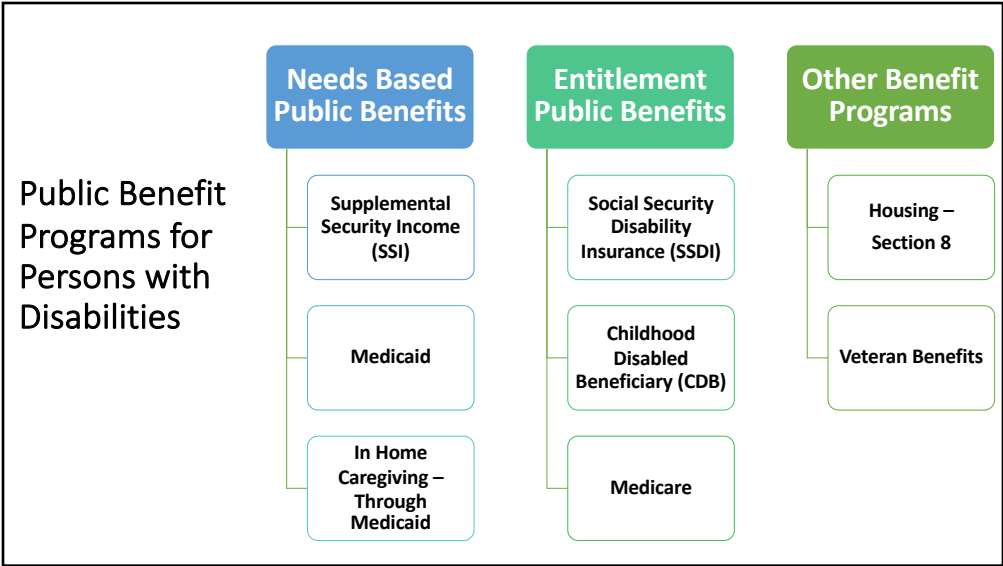 Public Benefit
Programs for
Persons with
Disabilities
Needs Based
Public Benefits
Supplemental
Security Income
(SSI)
Medicaid
In Home
Caregiving –
Through
Medicaid
Entitlement
Public Benefits
Social Security
Disability
Insurance (SSDI)
Childhood
Disabled
Beneficiary (CDB)
Medicare
Other Benefit
Programs
Housing –
Section 8
Veteran Benefits